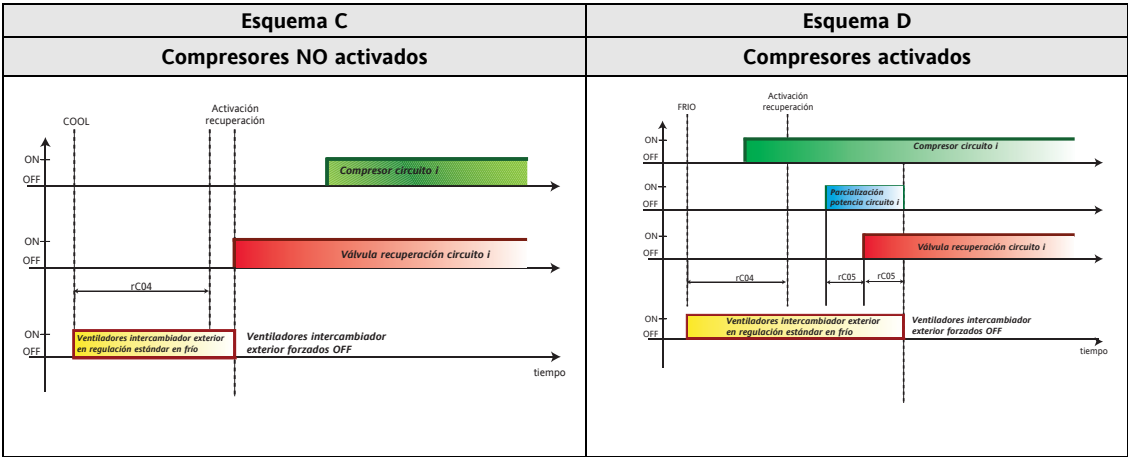 Esquema C
Compresores NO activados
COOL
Activación
recuperación
ON
OFF
Compresor circuito i
ON
OFF
Válvula recuperación circuito i
rC04
ON
OFF
Ventiladores intercambiador exterior
en regulación estándar en frío
Ventiladores intercambiador
exterior forzados OFF
tiempo
Esquema D
Compresores activados
FRIO
Activación
recuperación
ON
OFF
Compresor circuito i
ON
OFF
Parcialización
potencia circuito i
ON
OFF
Válvula recuperación circuito i
rC04
rC05
rC05
ON
OFF
Ventiladores intercambiador exterior
en regulación estándar en frío
Ventiladores intercambiador
exterior forzados OFF
tiempo